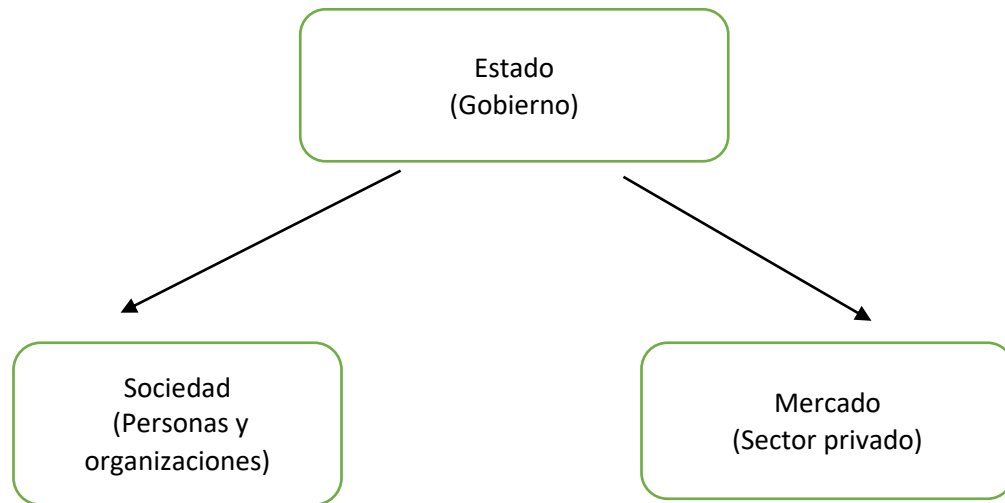 Estado
(Gobierno)
Sociedad
(Personas y
organizaciones)
Mercado
(Sector privado)